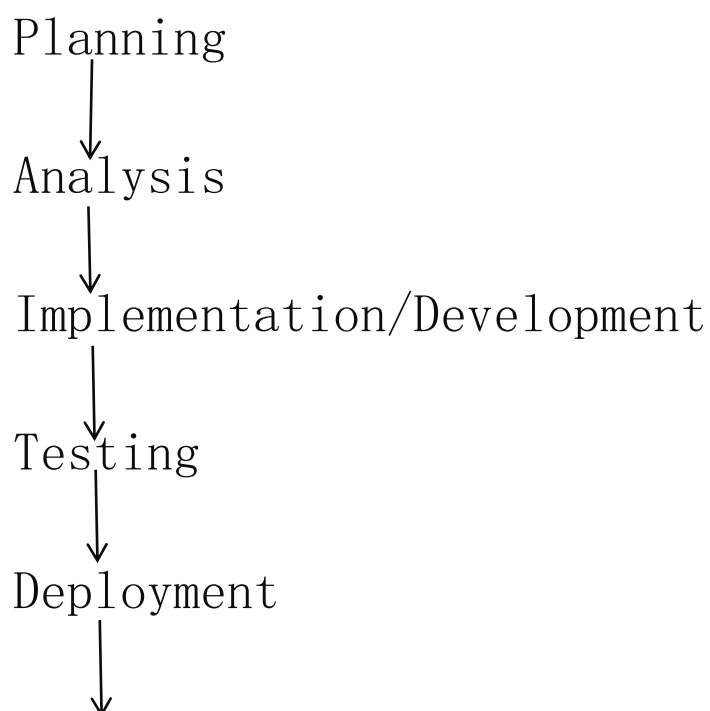 Planning
Analysis
Implementation/Development
Testing
Deployment